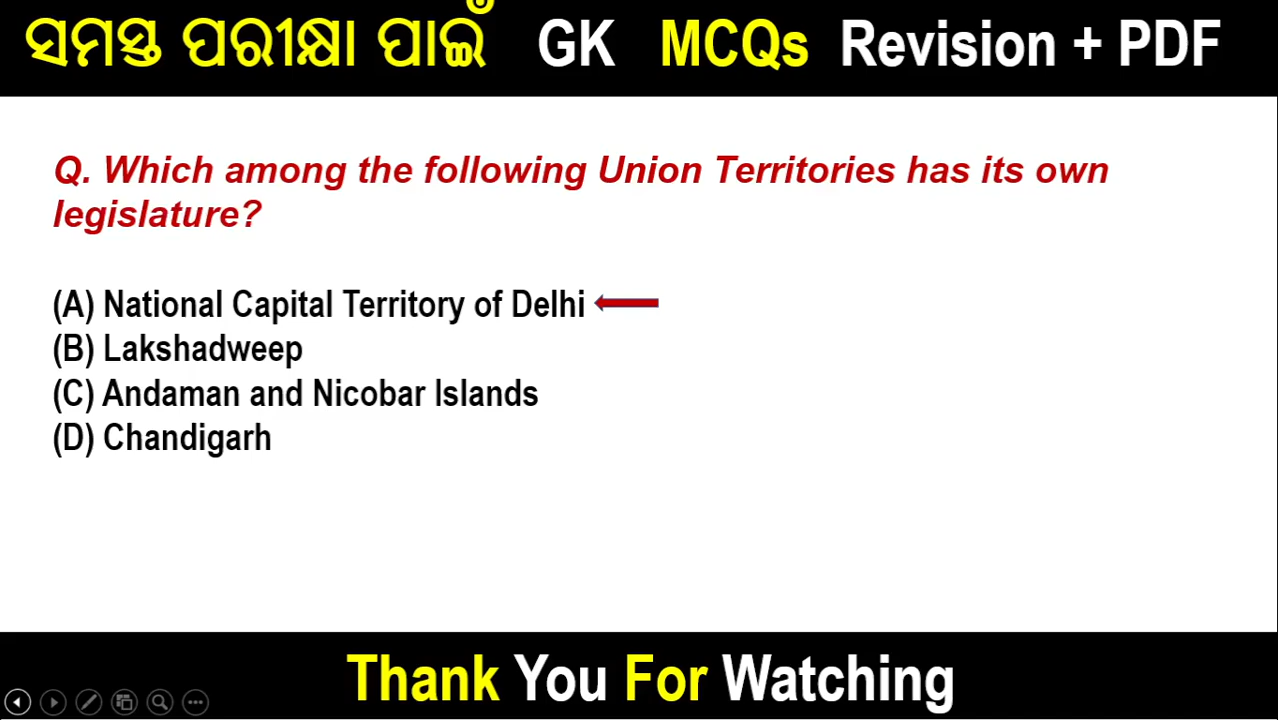 ସମସ୍ତ ପରୀକ୍ଷା ପାଇଁ GK MCQs Revision + PDF
Q. Which among the following Union Territories has its own
legislature?
(A) National Capital Territory of Delhi
(B) Lakshadweep
(C) Andaman and Nicobar Islands
(D) Chandigarh
Thank You For Watching